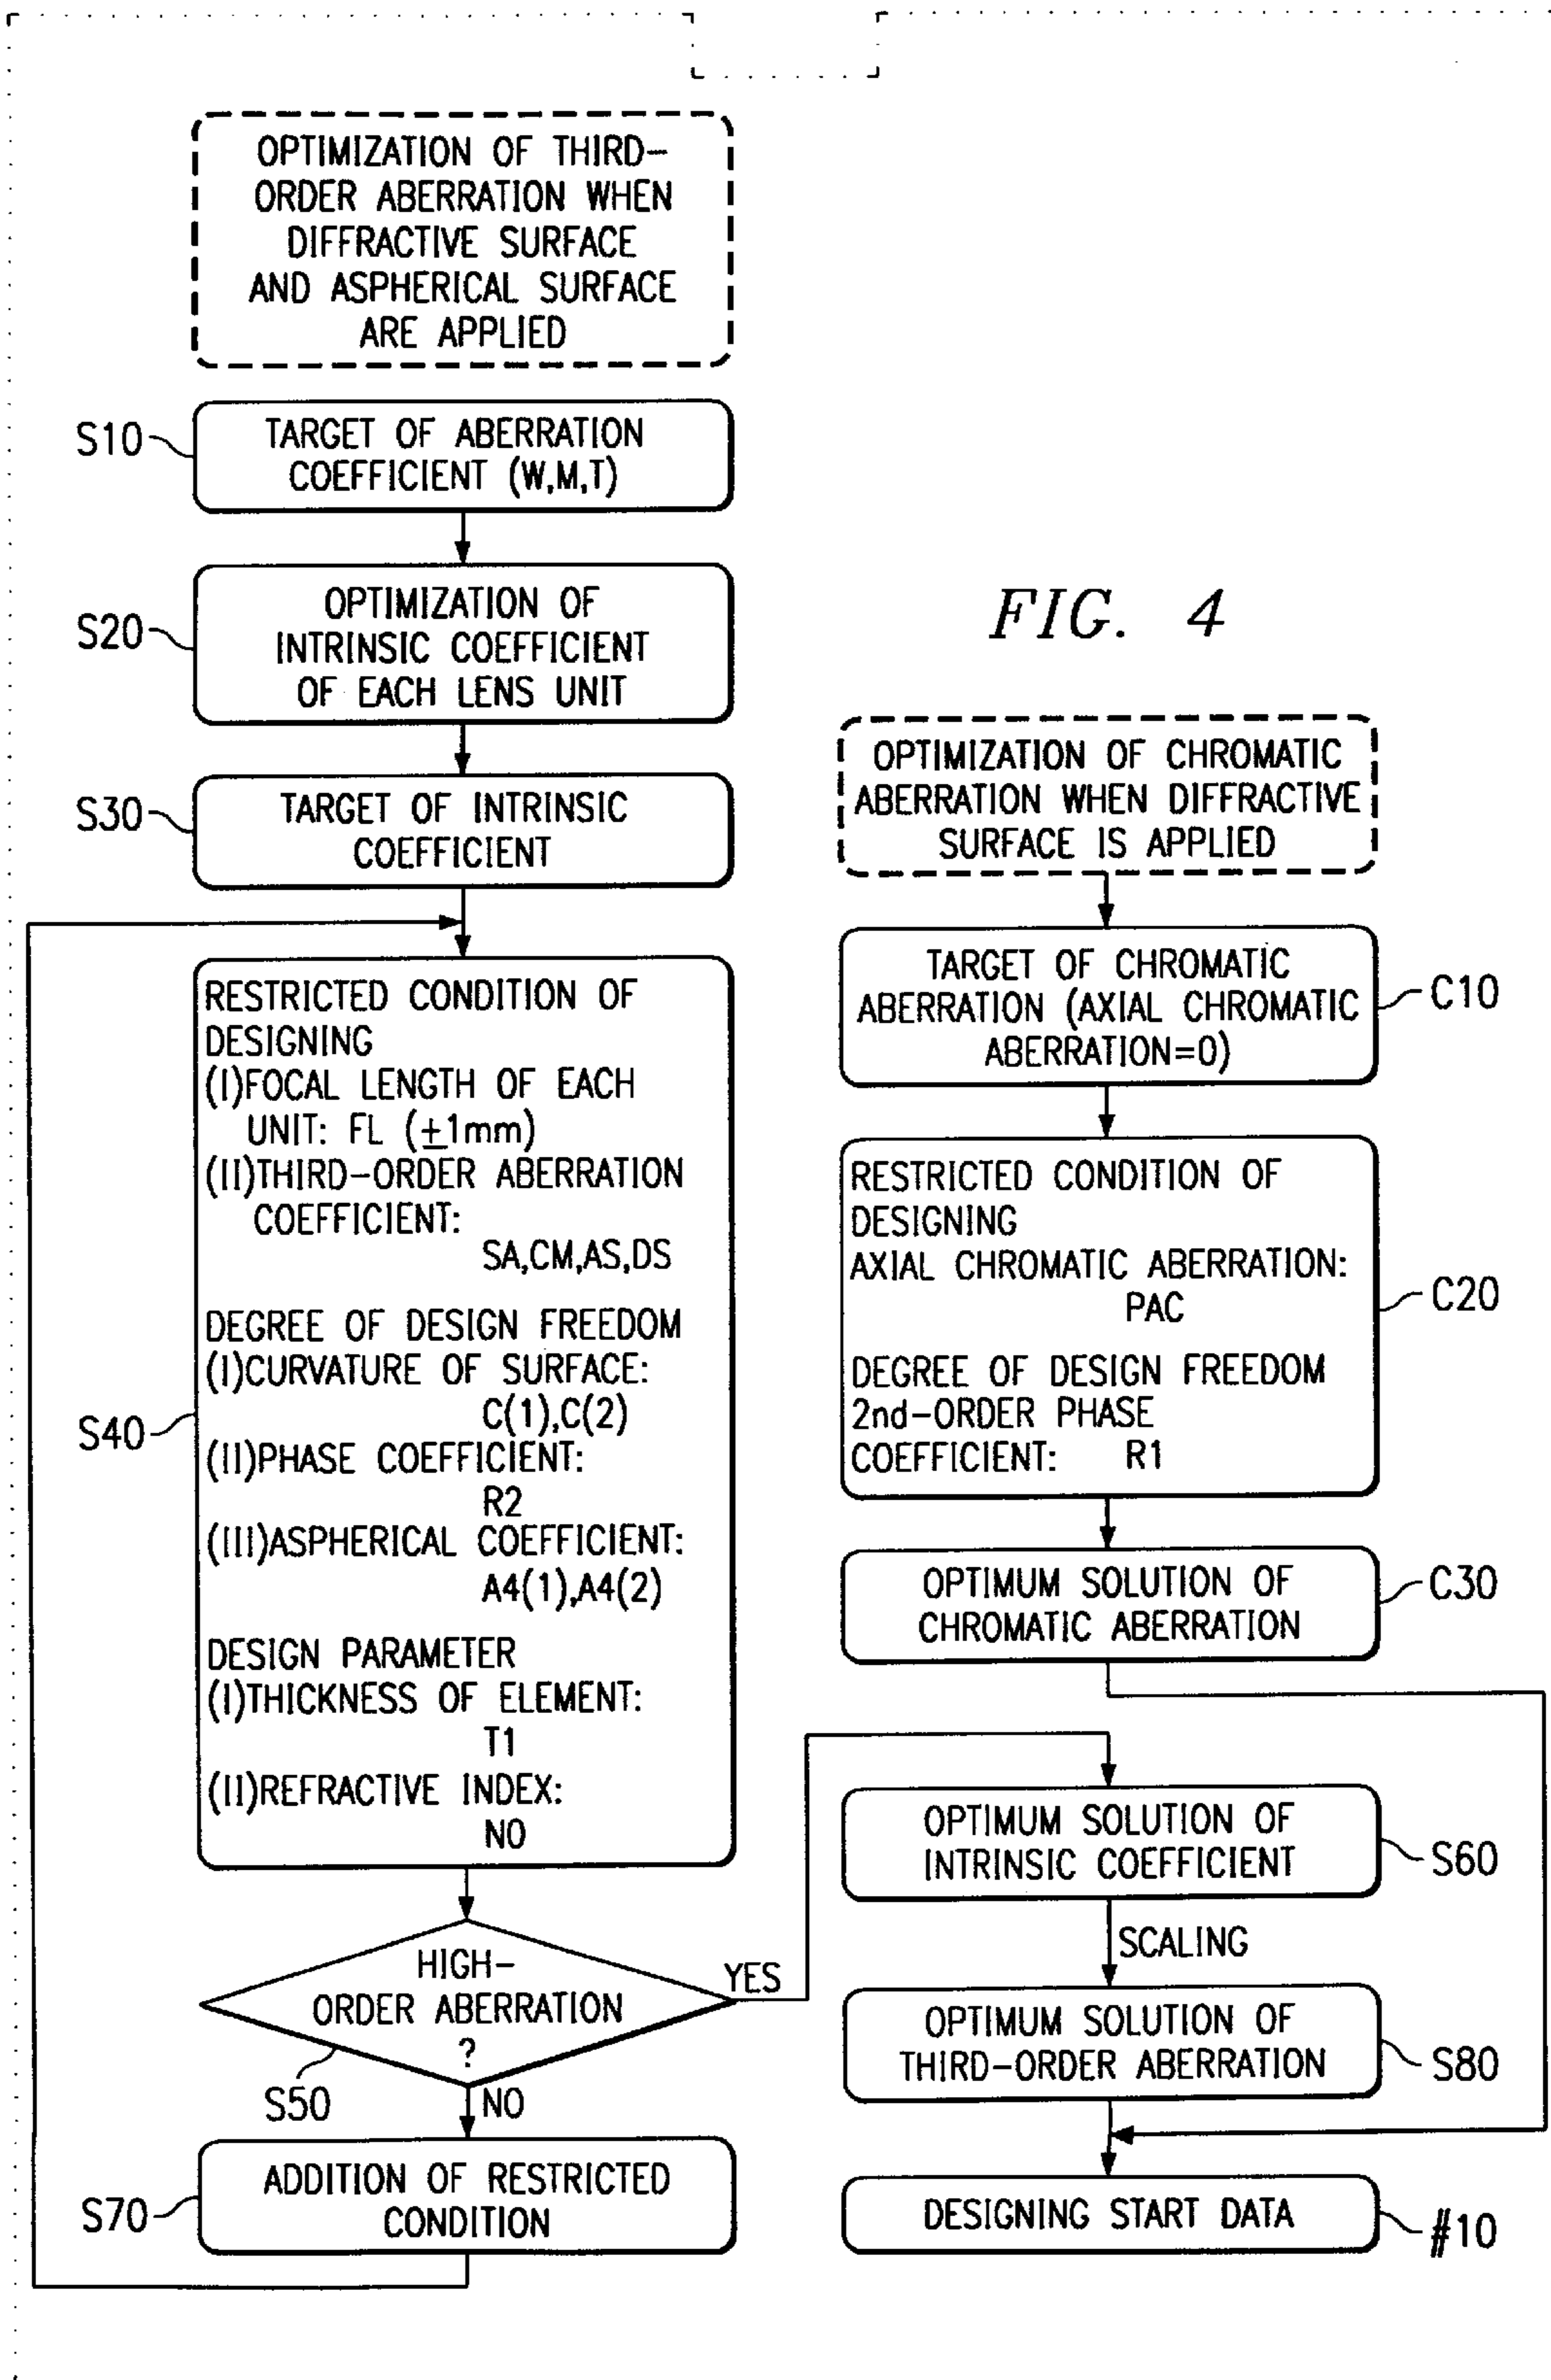 OPTIMIZATION OF THIRD-
ORDER ABERRATION WHEN
DIFFRACTIVE SURFACE
AND ASPHERICAL SURFACE
ARE APPLIED
S10
TARGET OF ABERRATION
COEFFICIENT (W,M,T)
S20
OPTIMIZATION OF
INTRINSIC COEFFICIENT
OF EACH LENS UNIT
S30
TARGET OF INTRINSIC
COEFFICIENT
S40
RESTRICTED CONDITION OF
DESIGNING
(I)FOCAL LENGTH OF EACH
UNIT: FL (±1mm)
(II)THIRD-ORDER ABERRATION
COEFFICIENT:
SA,CM,AS,DS
DEGREE OF DESIGN FREEDOM
(I)CURVATURE OF SURFACE:
C(1),C(2)
(II)PHASE COEFFICIENT:
R2
(III)ASPHERICAL COEFFICIENT:
A4(1),A4(2)
DESIGN PARAMETER
(I)THICKNESS OF ELEMENT:
T1
(II)REFRACTIVE INDEX:
N0
HIGH-
ORDER ABERRATION
?
YES
S50
NO
S70
ADDITION OF RESTRICTED
CONDITION
FIG. 4
OPTIMIZATION OF CHROMATIC
ABERRATION WHEN DIFFRACTIVE
SURFACE IS APPLIED
TARGET OF CHROMATIC
ABERRATION (AXIAL CHROMATIC
ABERRATION=0)
C10
RESTRICTED CONDITION OF
DESIGNING
AXIAL CHROMATIC ABERRATION:
PAC
DEGREE OF DESIGN FREEDOM
2nd-ORDER PHASE
COEFFICIENT: R1
C20
OPTIMUM SOLUTION OF
CHROMATIC ABERRATION
C30
OPTIMUM SOLUTION OF
INTRINSIC COEFFICIENT
S60
SCALING
OPTIMUM SOLUTION OF
THIRD-ORDER ABERRATION
S80
DESIGNING START DATA
#10